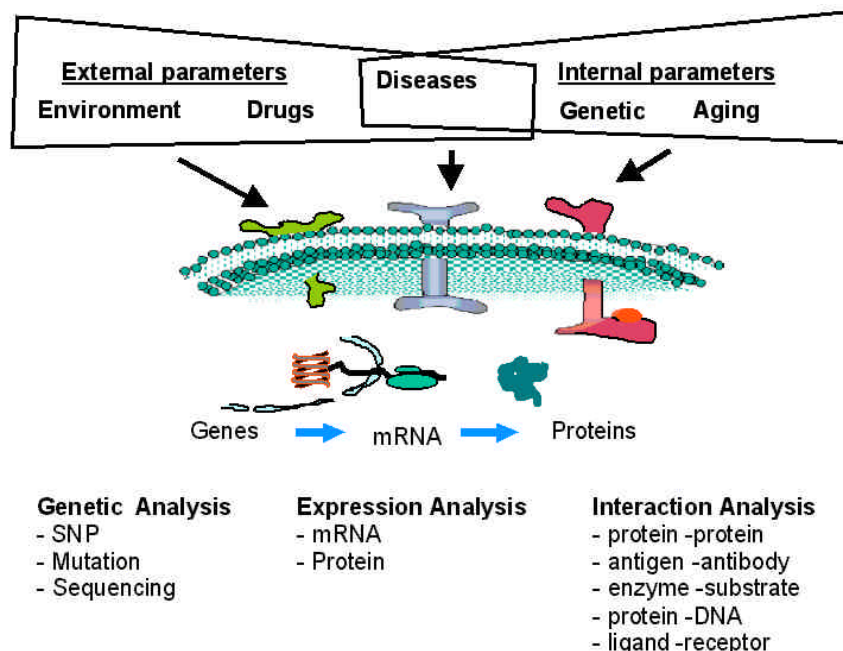 External parameters
Environment Drugs
Diseases
Internal parameters
Genetic Aging
Genes mRNA Proteins
Genetic Analysis
- SNP
- Mutation
- Sequencing
Expression Analysis
- mRNA
- Protein
Interaction Analysis
- protein -protein
- antigen -antibody
- enzyme -substrate
- protein -DNA
- ligand -receptor